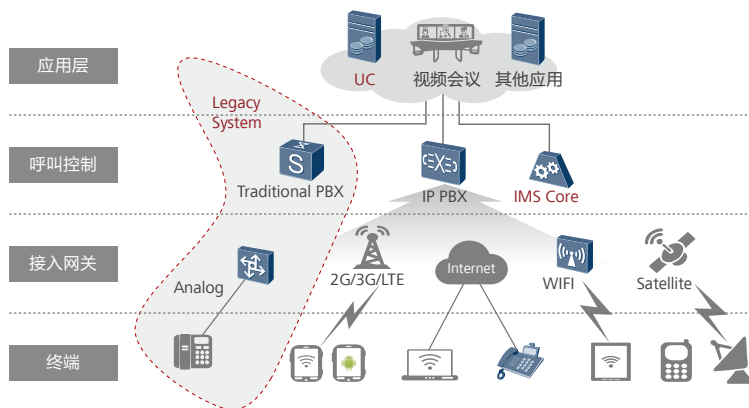 应用层
UC
视频会议
其他应用
Legacy
System
呼叫控制
S
Traditional PBX
EXE
IP PBX
IMS Core
接入网关
Analog
2G/3G/LTE
Internet
WIFI
Satellite
终端